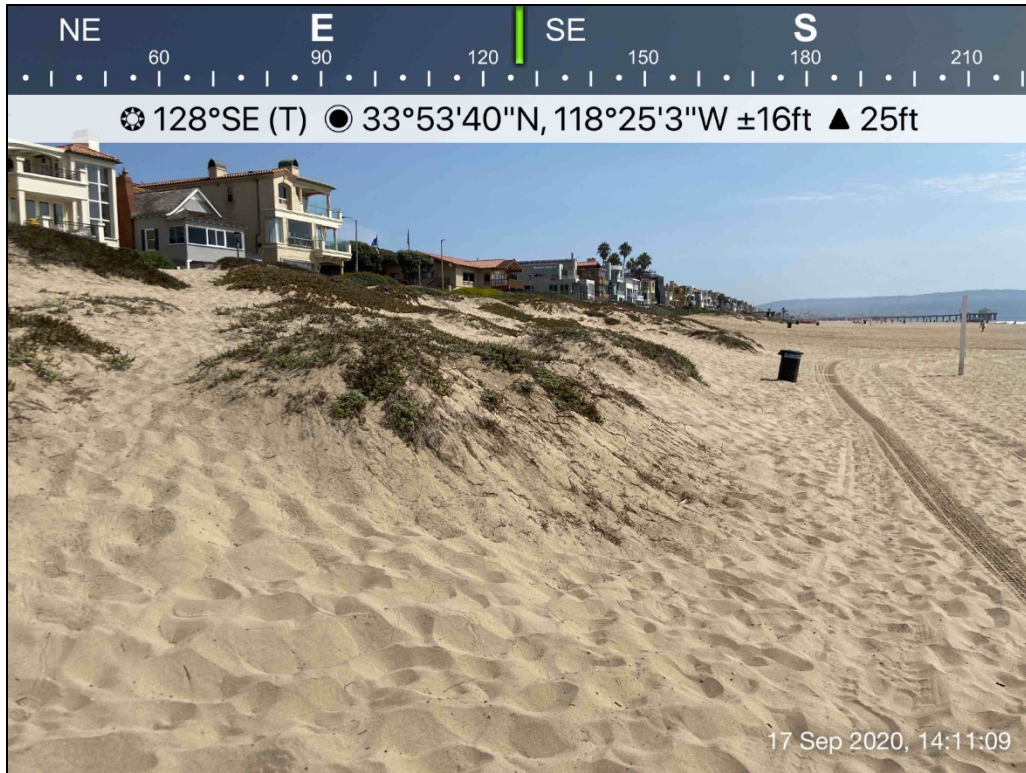 NE E SE S
60 90 120 150 180 210
128°SE (T) 33°53'40"N, 118°25'3"W ±16ft ▲ 25ft
17 Sep 2020, 14:11:09